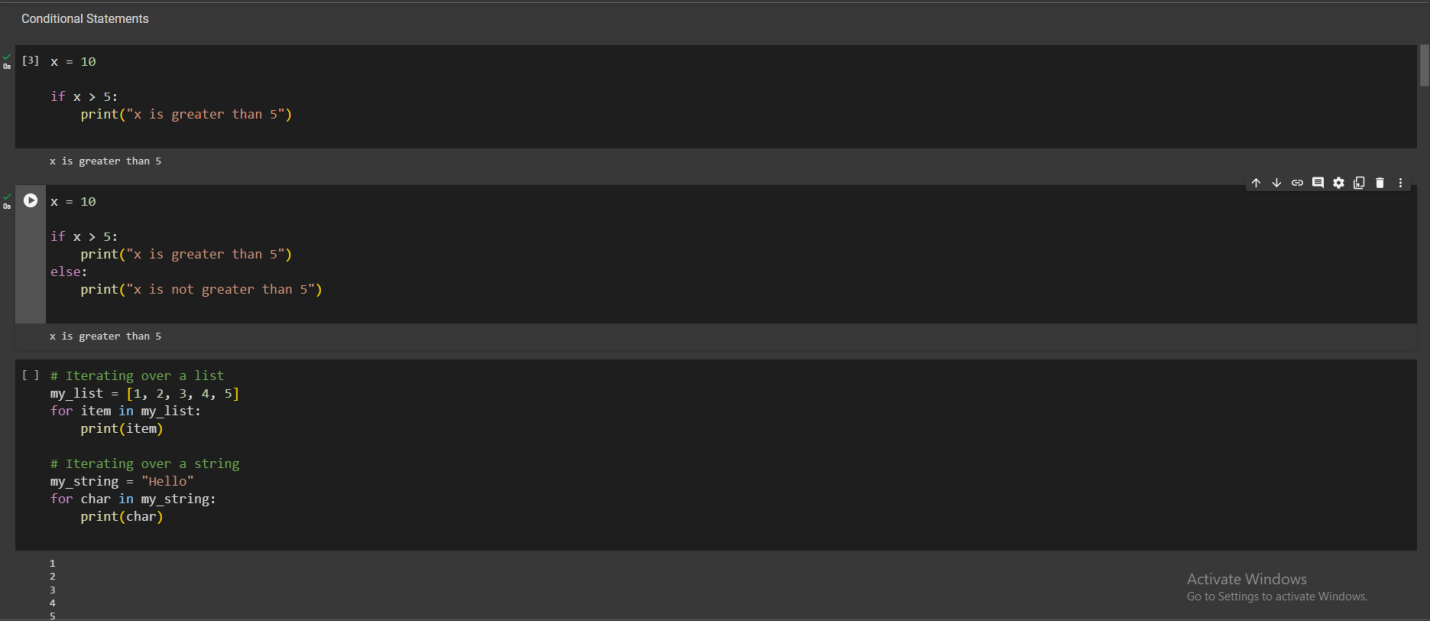 Conditional Statements
[3] x = 10
if x > 5:
    print("x is greater than 5")
0s
x is greater than 5
x = 10
0s
if x > 5:
    print("x is greater than 5")
else:
    print("x is not greater than 5")
x is greater than 5
[ ] # Iterating over a list
my_list = [1, 2, 3, 4, 5]
for item in my_list:
    print(item)
# Iterating over a string
my_string = "Hello"
for char in my_string:
    print(char)
1
2
3
4
5
Activate Windows
Go to Settings to activate Windows.